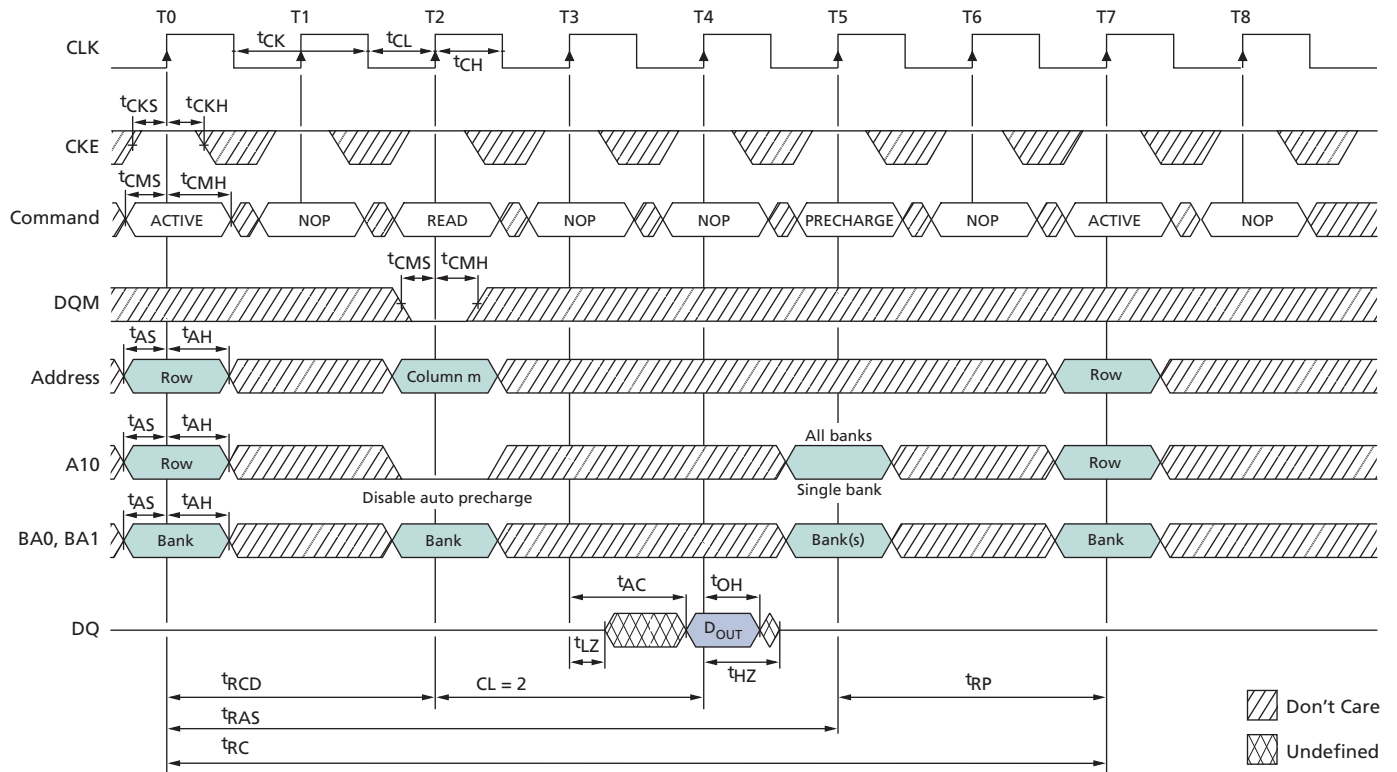 T0 T1 T2 T3 T4 T5 T6 T7 T8
CLK
tCK tCL
tCH
tCKS tCKH
CKE
tCMS tCMH
Command ACTIVE NOP READ NOP NOP PRECHARGE NOP ACTIVE NOP
tCMS tCMH
DQM
tAS tAH
Address Row Column m Row
tAS tAH
All banks
A10 Row Row
Disable auto precharge Single bank
tAS tAH
BA0, BA1 Bank Bank Bank(s) Bank
tAC tOH
DQ DOUT
tLZ
tHZ
tRCD CL = 2 tRP
tRAS
tRC
Don't Care
Undefined